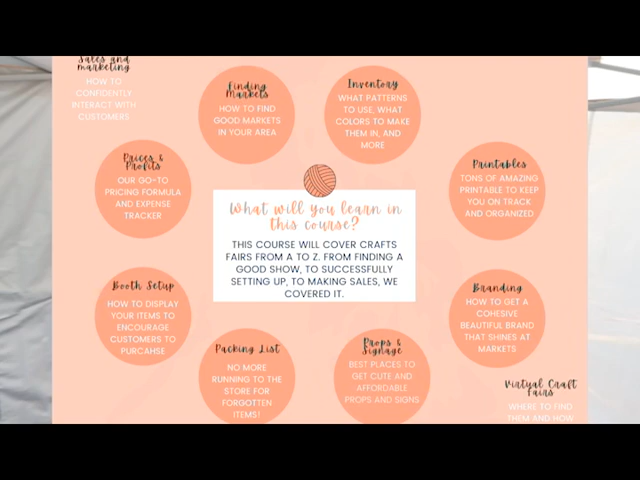 Sales and
marketing
HOW TO
CONFIDENTLY
INTERACT WITH
CUSTOMERS
Finding
Markets
HOW TO FIND
GOOD MARKETS
IN YOUR AREA
Inventory
WHAT PATTERNS
TO USE, WHAT
COLORS TO MAKE
THEM IN, AND
MORE
Prices &
Profits
OUR GO-TO
PRICING FORMULA
AND EXPENSE
TRACKER
Printables
TONS OF AMAZING
PRINTABLE TO KEEP
YOU ON TRACK
AND ORGANIZED
What will you learn in
this course?
THIS COURSE WILL COVER CRAFTS
FAIRS FROM A TO Z. FROM FINDING A
GOOD SHOW, TO SUCCESSFULLY
SETTING UP, TO MAKING SALES, WE
COVERED IT.
Booth Setup
HOW TO DISPLAY
YOUR ITEMS TO
ENCOURAGE
CUSTOMERS TO
PURCAHSE
Branding
HOW TO GET A
COHESIVE
BEAUTIFUL BRAND
THAT SHINES AT
MARKETS
Packing List
NO MORE
RUNNING TO THE
STORE FOR
FORGOTTEN
ITEMS!
Props &
Signage
BEST PLACES TO
GET CUTE AND
AFFORDABLE
PROPS AND SIGNS
Virtual Craft
Fairs
WHERE TO FIND
THEM AND HOW